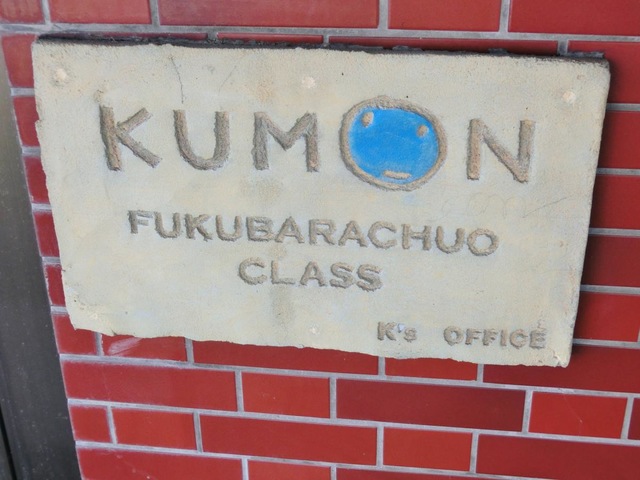 KUMON
FUKUBARACHUO
CLASS
K's OFFICE